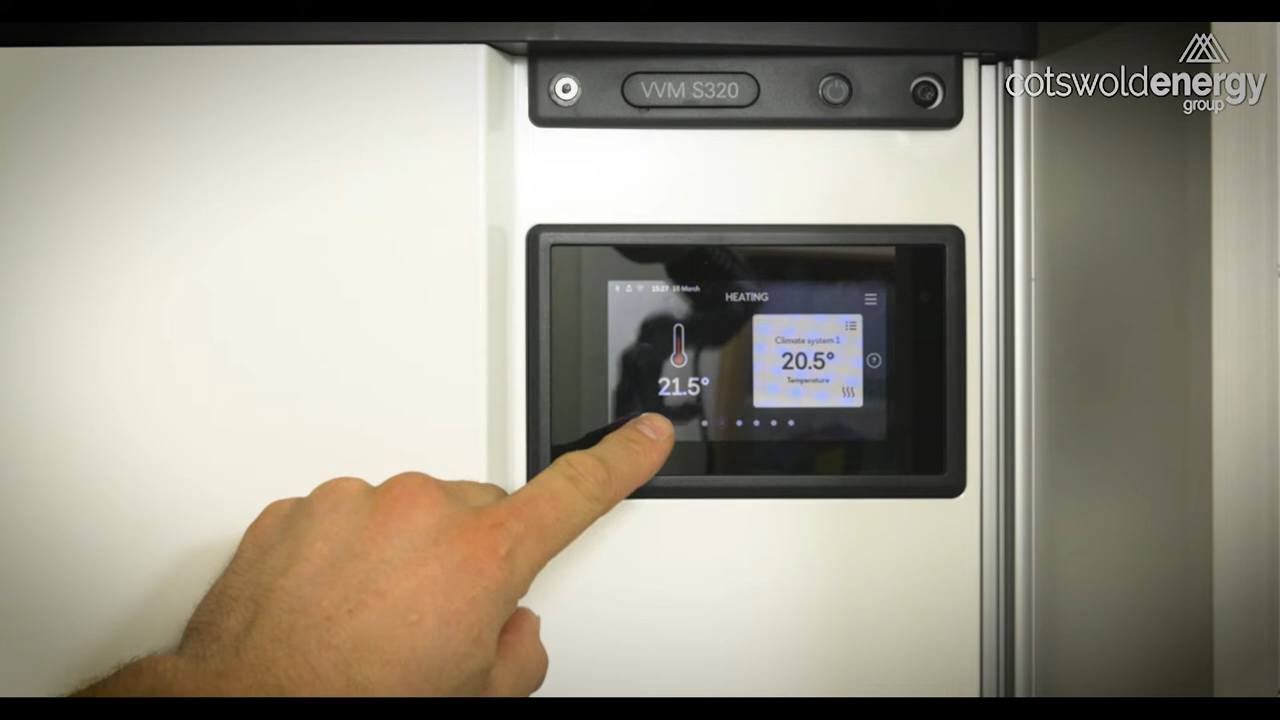 VVM S320
cotswoldenergy
group
15:27 18 March
HEATING
Climate system 1
21.5°
20.5°
Temperature
?